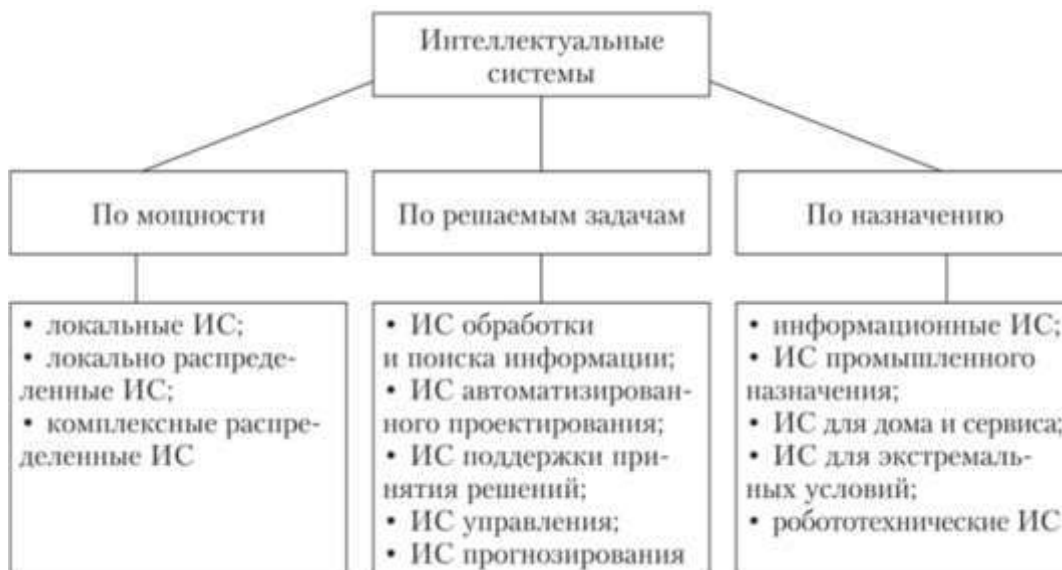 Интеллектуальные
системы
По мощности
По решаемым задачам
По назначению
• локальные ИС;
• локально распреде-
ленные ИС;
• комплексные распре-
деленные ИС
• ИС обработки
и поиска информации;
• ИС автоматизирован-
ного проектирования;
• ИС поддержки при-
нятия решений;
• ИС управления;
• ИС прогнозирования
• информационные ИС;
• ИС промышленного
назначения;
• ИС для дома и сервиса;
• ИС для экстремаль-
ных условий;
• робототехнические ИС